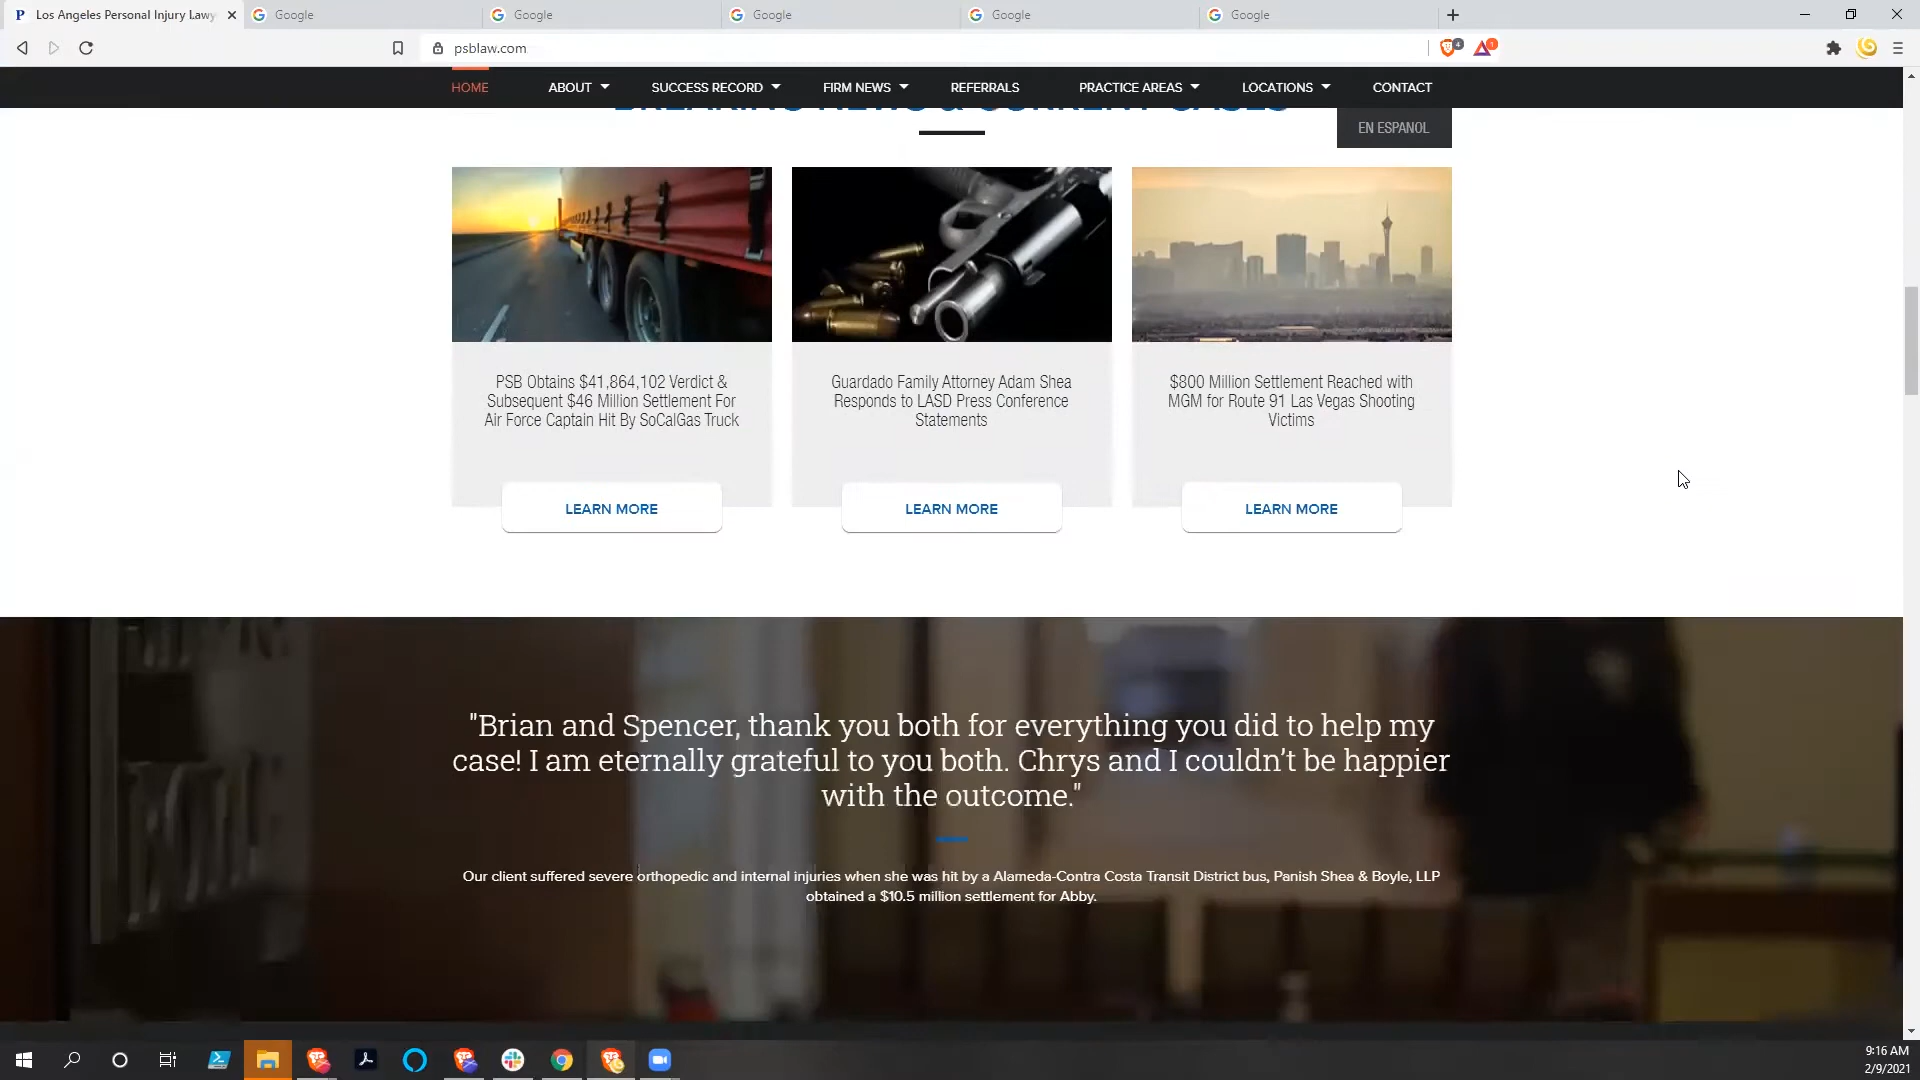 Los Angeles Personal Injury Lawy
Google
Google
Google
Google
Google
psblaw.com
4
1
HOME
ABOUT
SUCCESS RECORD
FIRM NEWS
REFERRALS
PRACTICE AREAS
LOCATIONS
CONTACT
BREAKING NEWS & CURRENT CASES
EN ESPANOL
PSB Obtains $41,864,102 Verdict &
Subsequent $46 Million Settlement For
Air Force Captain Hit By SoCalGas Truck
LEARN MORE
Guardado Family Attorney Adam Shea
Responds to LASD Press Conference
Statements
LEARN MORE
$800 Million Settlement Reached with
MGM for Route 91 Las Vegas Shooting
Victims
LEARN MORE
"Brian and Spencer, thank you both for everything you did to help my
case! I am eternally grateful to you both. Chrys and I couldn’t be happier
with the outcome."
Our client suffered severe orthopedic and internal injuries when she was hit by a Alameda-Contra Costa Transit District bus, Panish Shea & Boyle, LLP
obtained a $10.5 million settlement for Abby.
9:16 AM
2/9/2021